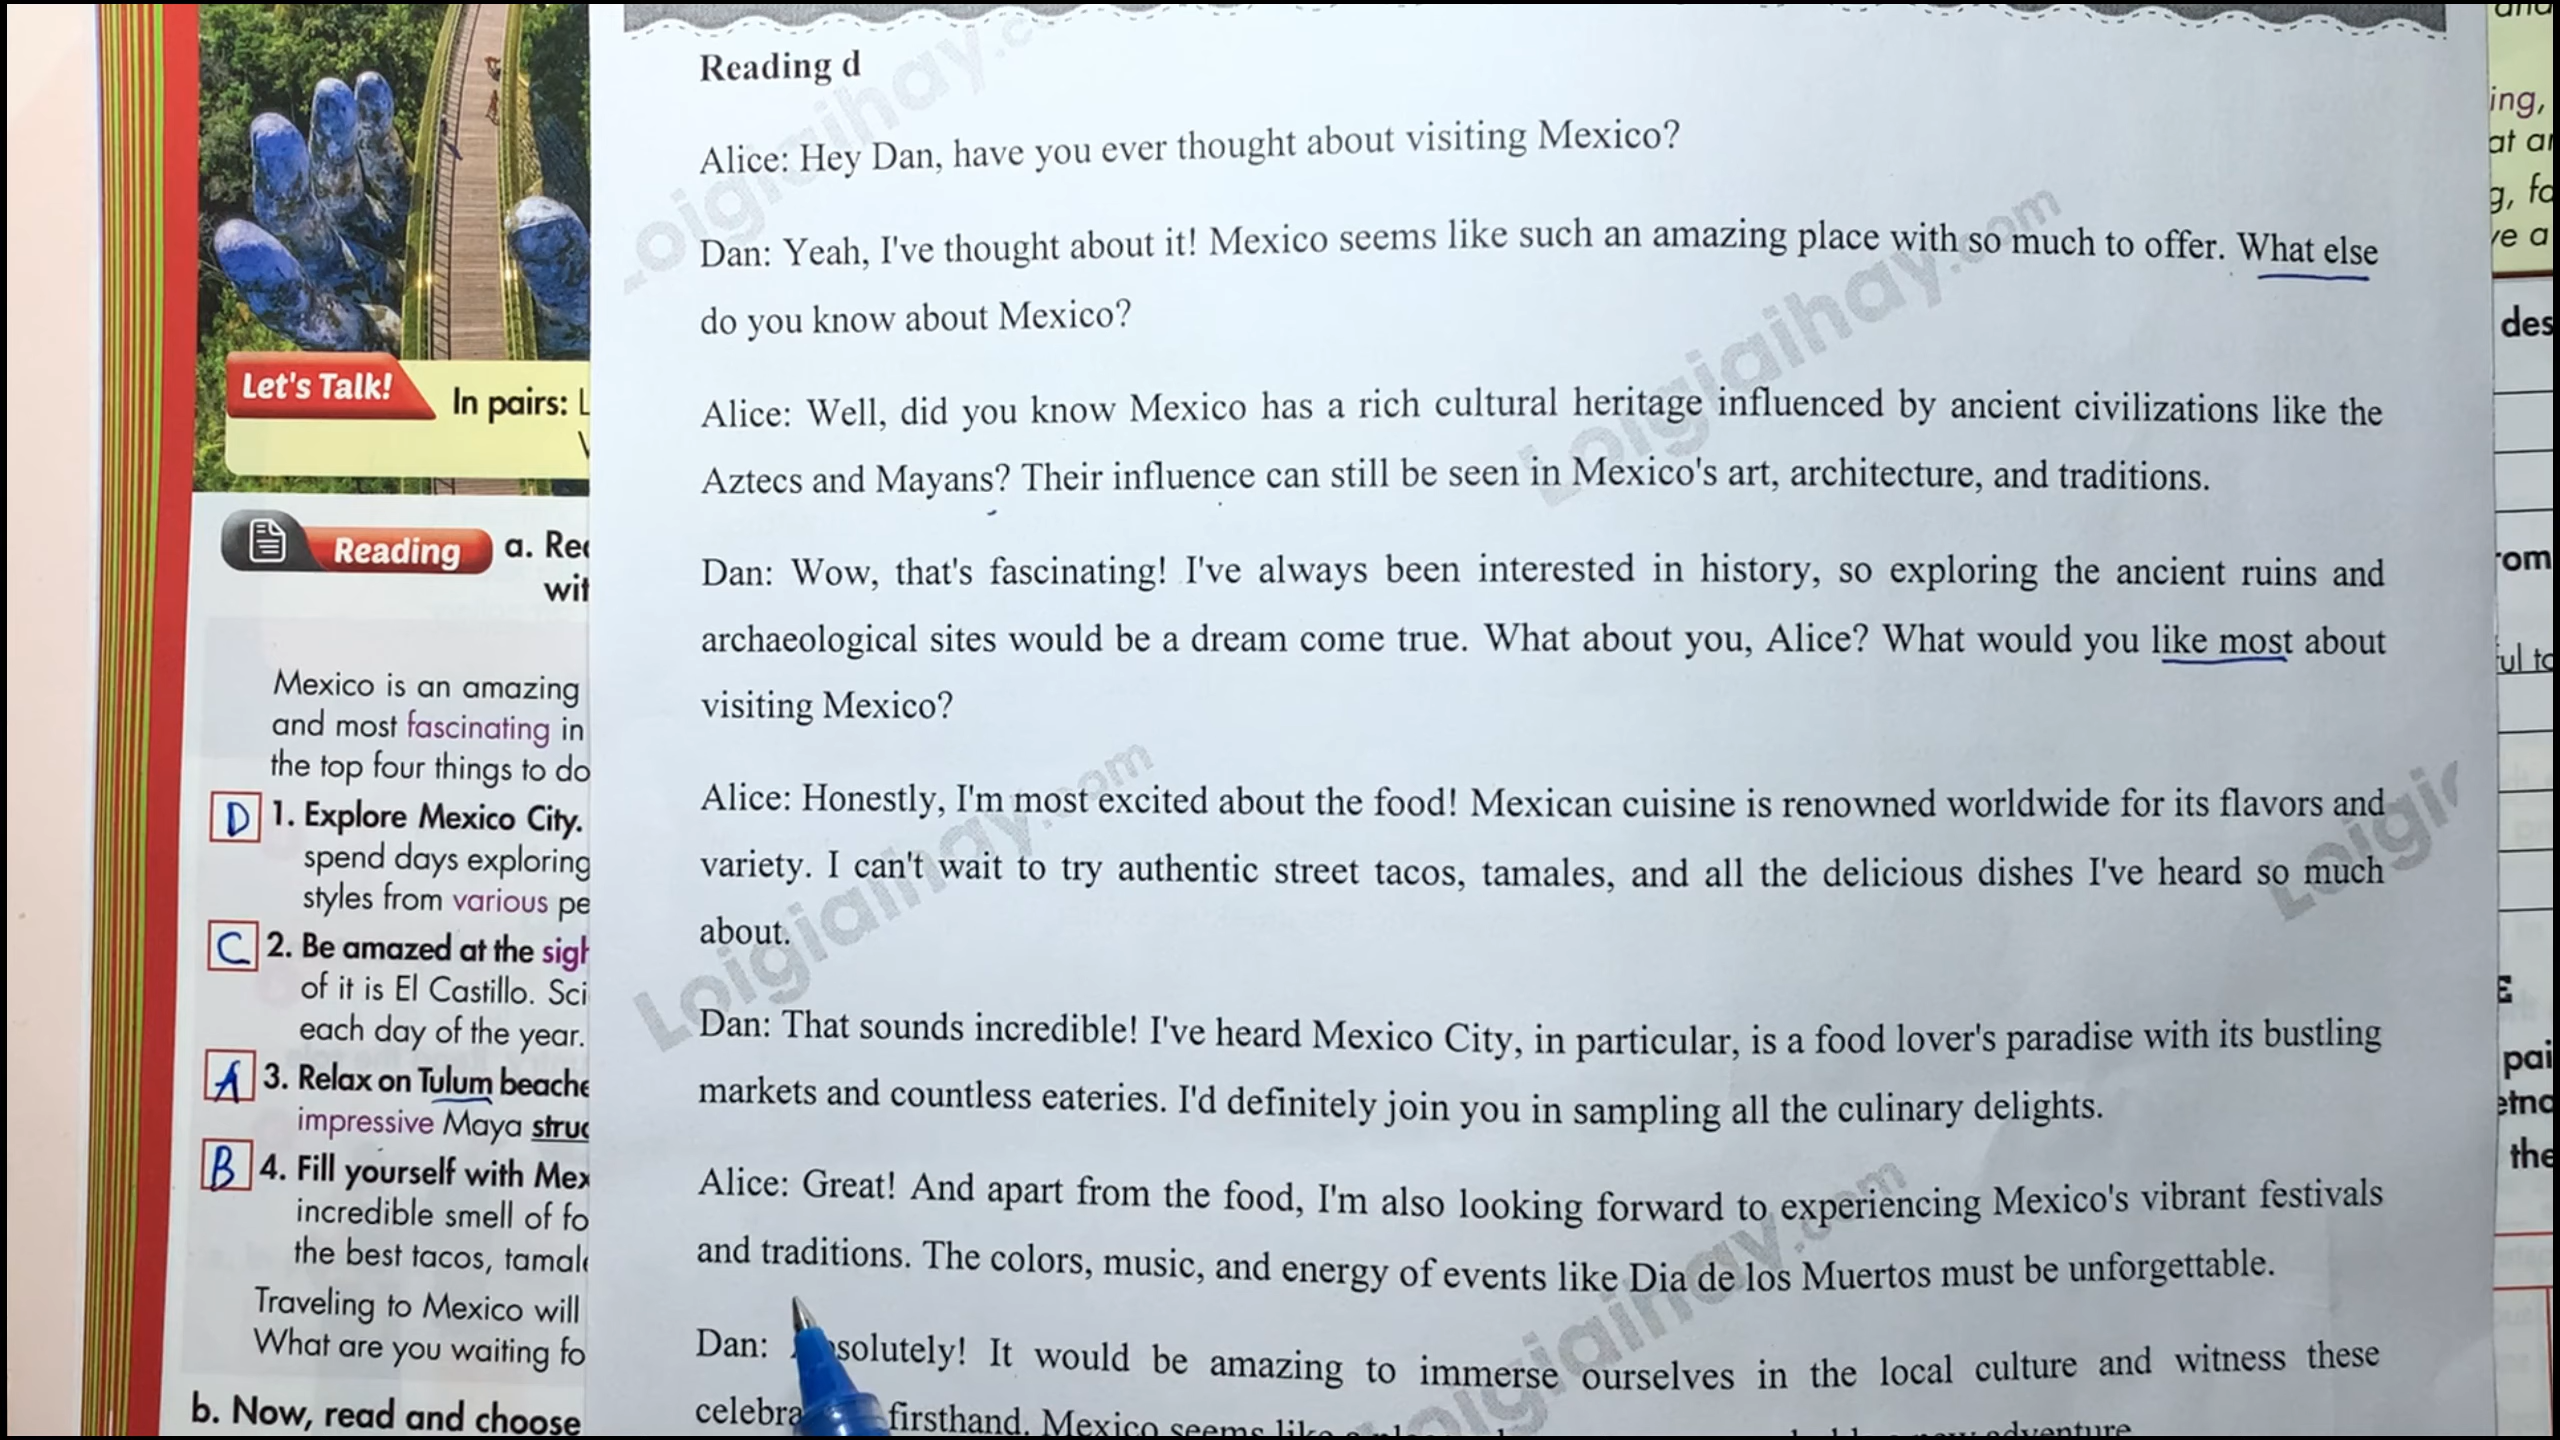 Let's Talk!
In pairs:
Reading
a.
Mexico is an amazing
and most fascinating in
the top four things to do
D 1. Explore Mexico City.
spend days exploring
styles from various
C 2. Be amazed at the
of it is El Castillo.
each day of the year.
A 3. Relax on Tulum
impressive Maya
B 4. Fill yourself with
incredible smell of
the best tacos,
Traveling to Mexico will
What are you waiting
b. Now, read and choose
Reading d
Alice: Hey Dan, have you ever thought about visiting Mexico?
Dan: Yeah, I've thought about it! Mexico seems like such an amazing place with so much to offer. What else
do you know about Mexico?
Alice: Well, did you know Mexico has a rich cultural heritage influenced by ancient civilizations like the
Aztecs and Mayans? Their influence can still be seen in Mexico's art, architecture, and traditions.
Dan: Wow, that's fascinating! I've always been interested in history, so exploring the ancient ruins and
archaeological sites would be a dream come true. What about you, Alice? What would you like most about
visiting Mexico?
Alice: Honestly, I'm most excited about the food! Mexican cuisine is renowned worldwide for its flavors and
variety. I can't wait to try authentic street tacos, tamales, and all the delicious dishes I've heard so much
about.
Dan: That sounds incredible! I've heard Mexico City, in particular, is a food lover's paradise with its bustling
markets and countless eateries. I'd definitely join you in sampling all the culinary delights.
Alice: Great! And apart from the food, I'm also looking forward to experiencing Mexico's vibrant festivals
and traditions. The colors, music, and energy of events like Dia de los Muertos must be unforgettable.
Dan: It would be amazing to immerse ourselves in the local culture and witness these
firsthand. Mexico seems like adventure
Loigiaihay.com
Loigiaihay.com
ing,
the